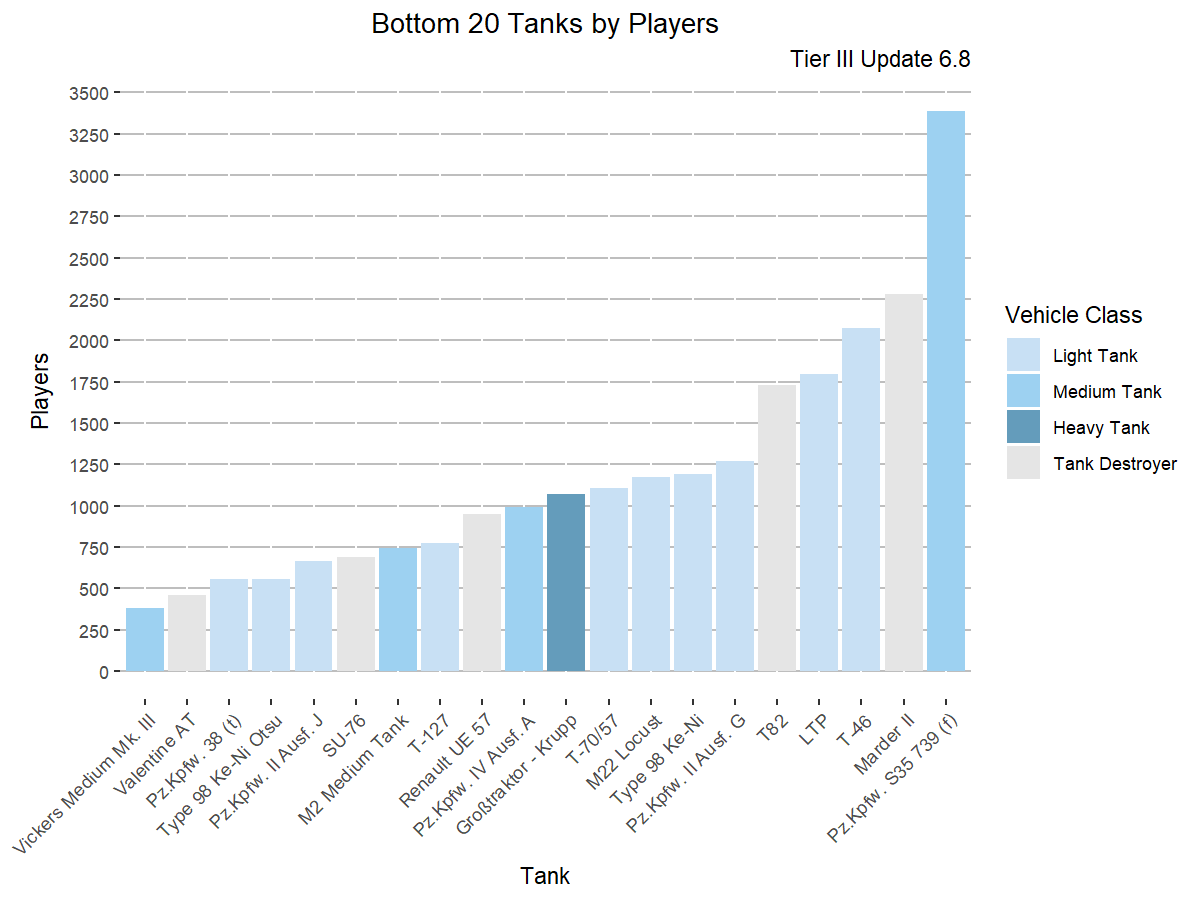 Bottom 20 Tanks by Players
Tier III Update 6.8
Players
3500
3250
3000
2750
2500
2250
2000
1750
1500
1250
1000
750
500
250
0
Vickers Medium Mk. III
Valentine AT
Pz.Kpfw. 38 (t)
Type 98 Ke-Ni Otsu
Pz.Kpfw. II Ausf. J
SU-76
M2 Medium Tank
T-127
Renault UE 57
Pz.Kpfw. IV Ausf. A
Großtraktor - Krupp
T-70/57
M22 Locust
Type 98 Ke-Ni
Pz.Kpfw. II Ausf. G
T82
LTP
T-46
Marder II
Pz.Kpfw. S35 739 (f)
Tank
Vehicle Class
Light Tank
Medium Tank
Heavy Tank
Tank Destroyer